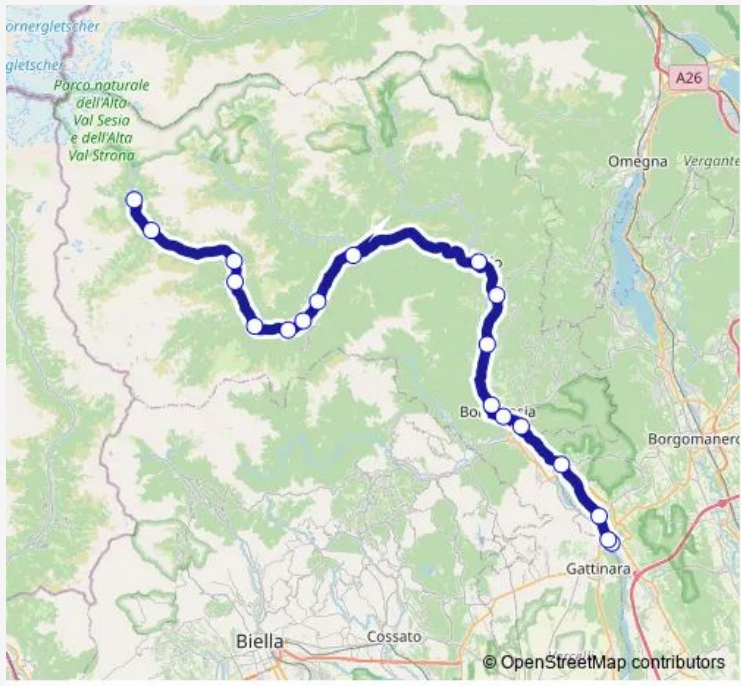 ornergletscher
gletscher
Parco naturale
dell'Alta
Val Sesia
e dell'Alta
Val Strona
A26
Omegna
Vergante
Borgomanero
Gattinara
Biella
Cossato
© OpenStreetMap contributors